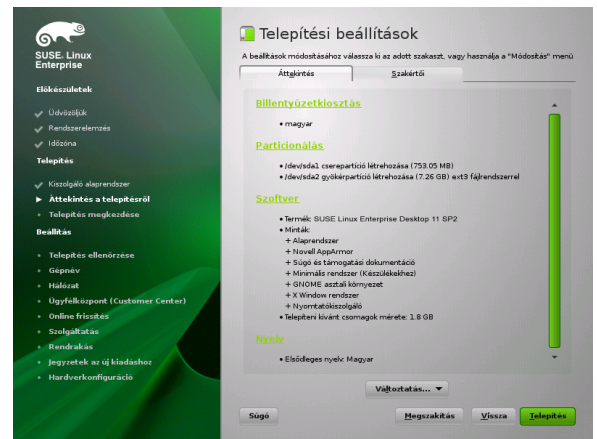 SUSE. Linux
Enterprise
Előkészületek
Üdvözöljük
Rendszerelemzés
Időzóna
Telepítés
Kiszolgáló alaprendszer
Áttekintés a telepítésről
Telepítés megkezdése
Beállítás
Telepítés ellenőrzése
Gépnév
Hálózat
Ügyfélközpont (Customer Center)
Online frissítés
Szolgáltatás
Rendrakás
Jegyzetek az új kiadáshoz
Hardverkonfiguráció
Telepítési beállítások
A beállítások módosításához válassza ki az adott szakaszt, vagy használja a "Módosítás" menü
Áttekintés
Szakértői
Billentyűzetkiosztás
• magyar
Particionálás
• /dev/sda1 cserepartíció létrehozása (753.05 MB)
• /dev/sda2 gyökérpartíció létrehozása (7.26 GB) ext3 fájlrendszerrel
Szoftver
• Termék: SUSE Linux Enterprise Desktop 11 SP2
• Minták:
+ Alaprendszer
+ Novell AppArmor
+ Súgó és támogatási dokumentáció
+ Minimális rendszer (Készülékekhez)
+ GNOME asztali környezet
+ X Window rendszer
+ Nyomtatókiszolgáló
• Telepíteni kívánt csomagok mérete: 1.8 GB
Nyelv
• Elsődleges nyelv: Magyar
Változtatás...
Súgó
Megszakítás
Vissza
Telepítés